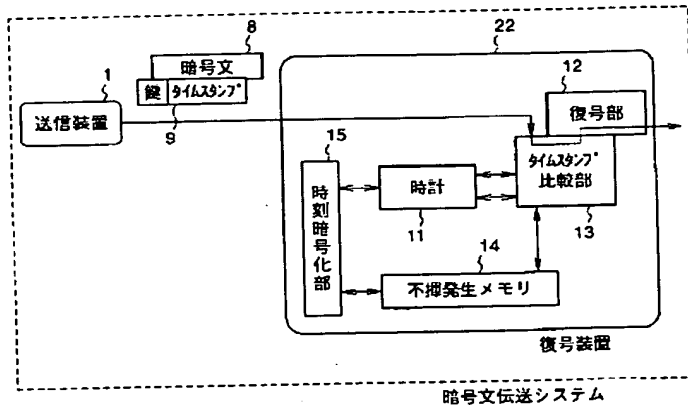 8
22
暗号文
1
鍵 タイムスタンプ
12
送信装置
9
復号部
15
タイムスタンプ
比較部
時刻暗号化部
時計
11
13
14
不揮発生メモリ
復号装置
暗号文伝送システム